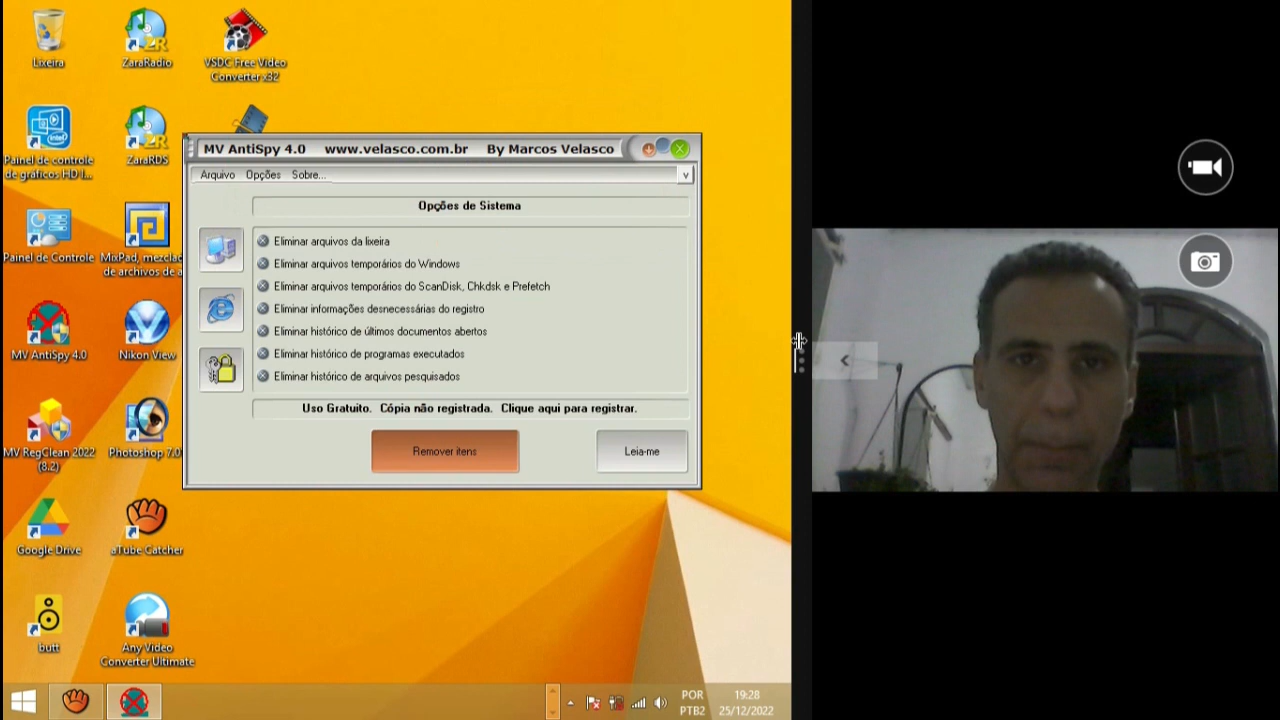 Lixeira
ZaraRadio
VSDC Free Video
Converter x32
Painel de controle
de gráficos HD I...
ZaraRDS
Painel de Controle
MixPad, mezclac
de archivos de a
MV AntiSpy 4.0
Nikon View
MV RegClean 2022
(8.2)
Photoshop 7.0
Google Drive
aTube Catcher
butt
Any Video
Converter Ultimate
MV AntiSpy 4.0 www.velasco.com.br By Marcos Velasco
Arquivo Opções Sobre...
Opções de Sistema
Eliminar arquivos da lixeira
Eliminar arquivos temporários do Windows
Eliminar arquivos temporários do ScanDisk, Chkdsk e Prefetch
Eliminar informações desnecessárias do registro
Eliminar histórico de últimos documentos abertos
Eliminar histórico de programas executados
Eliminar histórico de arquivos pesquisados
Uso Gratuito. Cópia não registrada. Clique aqui para registrar.
Remover itens
Leia-me
POR
PTB2
19:28
25/12/2022